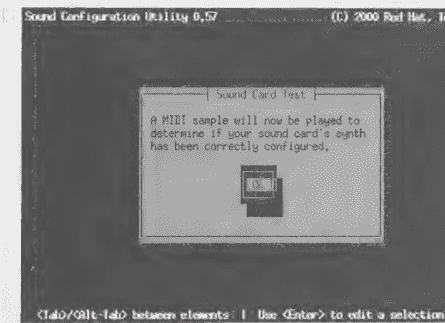 Sound Configuration Utility 0.57 (C) 2000 Red Hat, I
Sound Card Test
A MIDI sample will now be played to
determine if your sound card's synth
has been correctly configured.
Ok
<Tab>/<Alt-Tab> between elements | Use <Enter> to edit a selection